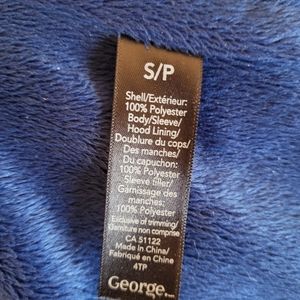 S/P
Shell/Extérieur:
100% Polyester
Body/Sleeve/
Hood Lining/
Doublure du cops/
Des manches/
Du capuchon:
100% Polyester
Sleeve filler/
Garnissage des
manches:
100% Polyester
Exclusive of trimming/
Garniture non comprise
CA 51122
Made in China/
Fabriqué en Chine
4TP
George.